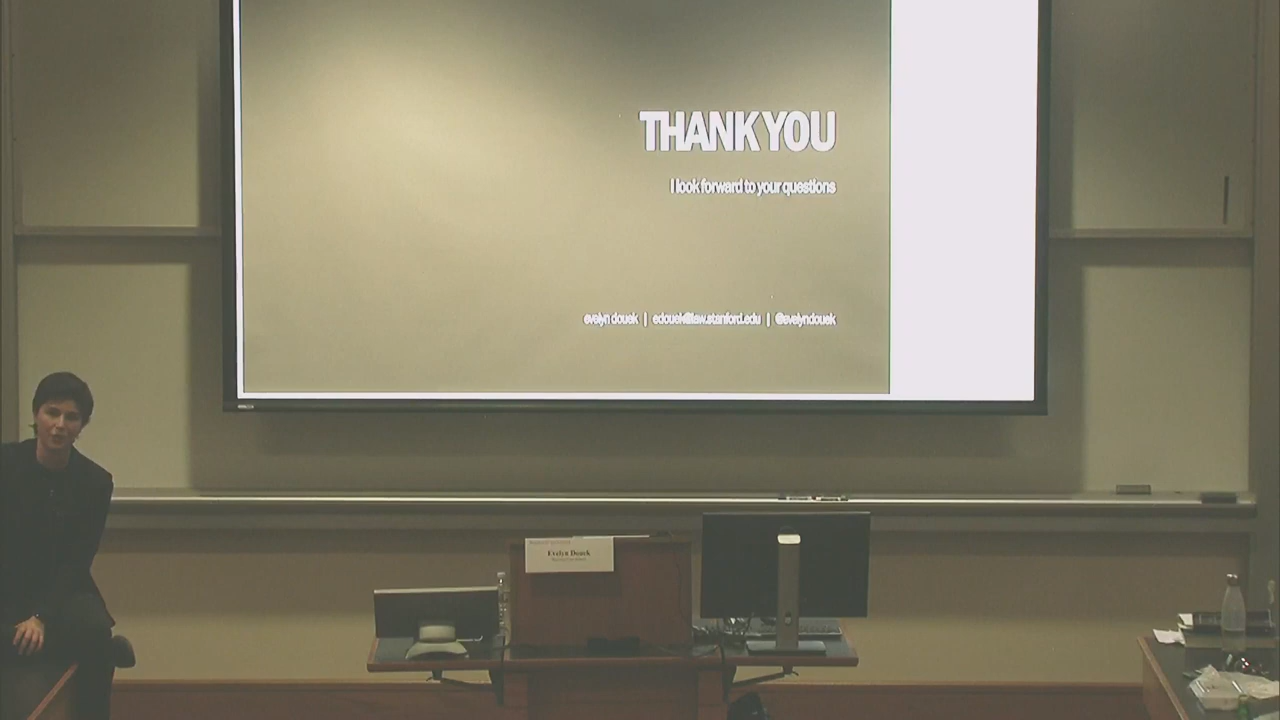 THANK YOU
I look forward to your questions
evelyn douek | edouek@law.stanford.edu | @evelyndouek
Evelyn Douek